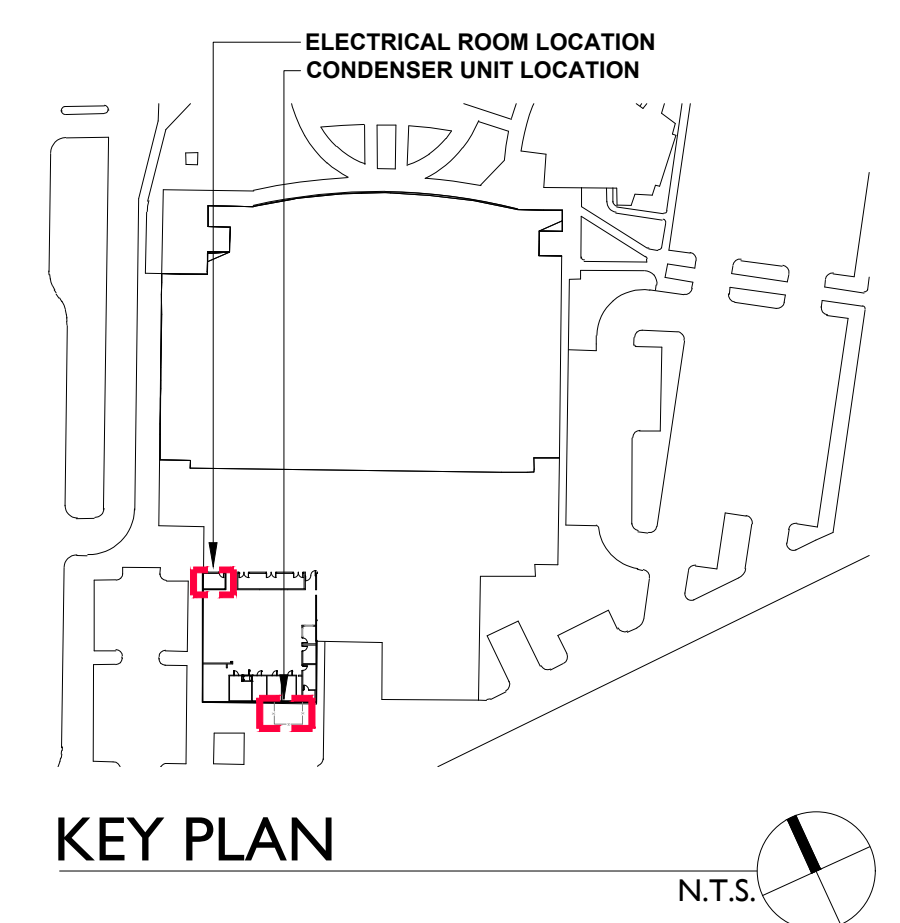 ELECTRICAL ROOM LOCATION
CONDENSER UNIT LOCATION
KEY PLAN
N.T.S.